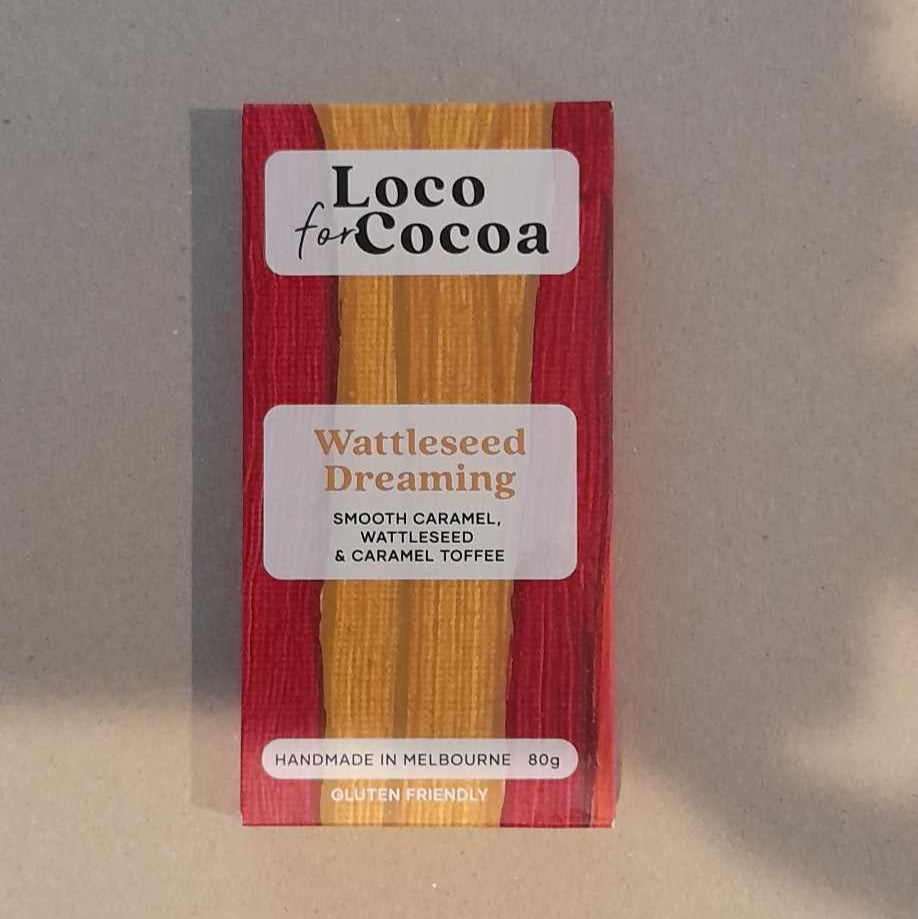 Loco
for Cocoa
Wattleseed
Dreaming
SMOOTH CARAMEL,
WATTLESEED
& CARAMEL TOFFEE
HANDMADE IN MELBOURNE 80g
GLUTEN FRIENDLY